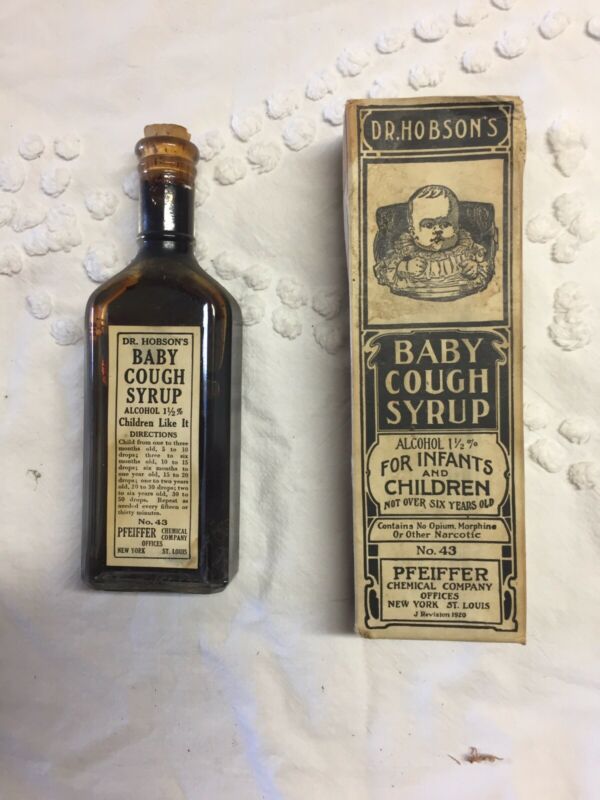 DR. HOBSON'S
BABY
COUGH
SYRUP
ALCOHOL 1½%
Children Like It
DIRECTIONS
Child from one to three
months old, 5 to 10
drops; three to six
months old, 10 to 15
drops; six months to
one year old, 15 to 20
drops; one to two years
old, 20 to 30 drops; two
to six years old, 30 to
50 drops. Repeat as
needed every fifteen or
thirty minutes.
No. 43
PFEIFFER CHEMICAL COMPANY
OFFICES
NEW YORK ST. LOUIS
DR. HOBSON'S
BABY
COUGH
SYRUP
ALCOHOL 1½%
FOR INFANTS
AND
CHILDREN
NOT OVER SIX YEARS OLD
Contains No Opium, Morphine
Or Other Narcotic
No. 43
PFEIFFER
CHEMICAL COMPANY
OFFICES
NEW YORK ST. LOUIS
J Revision 1920